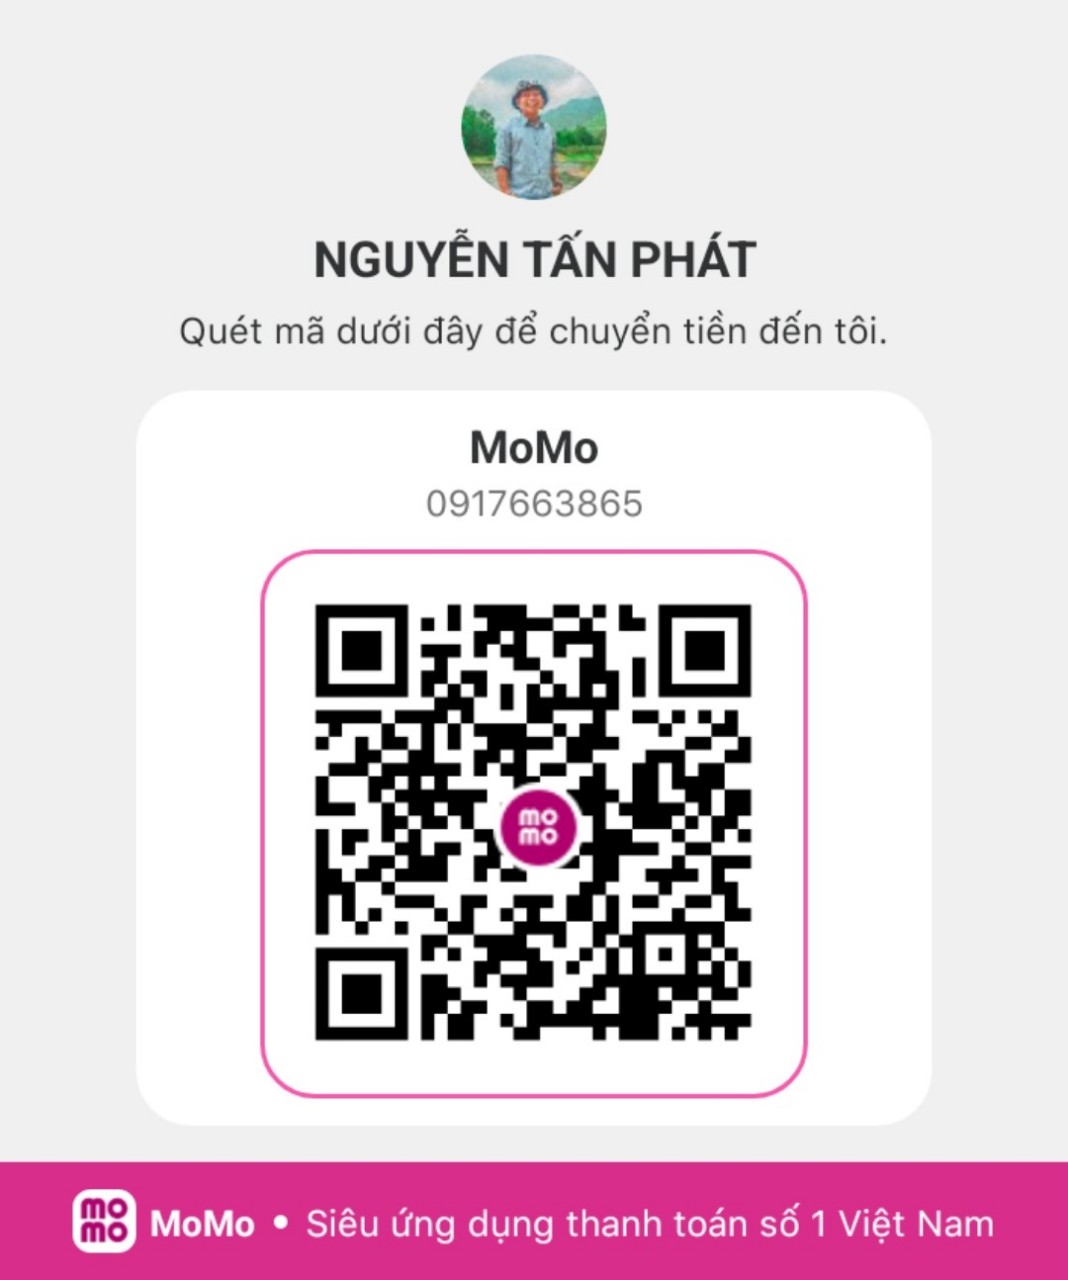 NGUYỄN TẤN PHÁT
Quét mã dưới đây để chuyển tiền đến tôi.
MoMo
0917663865
mo
mo
mo
mo
MoMo • Siêu ứng dụng thanh toán số 1 Việt Nam